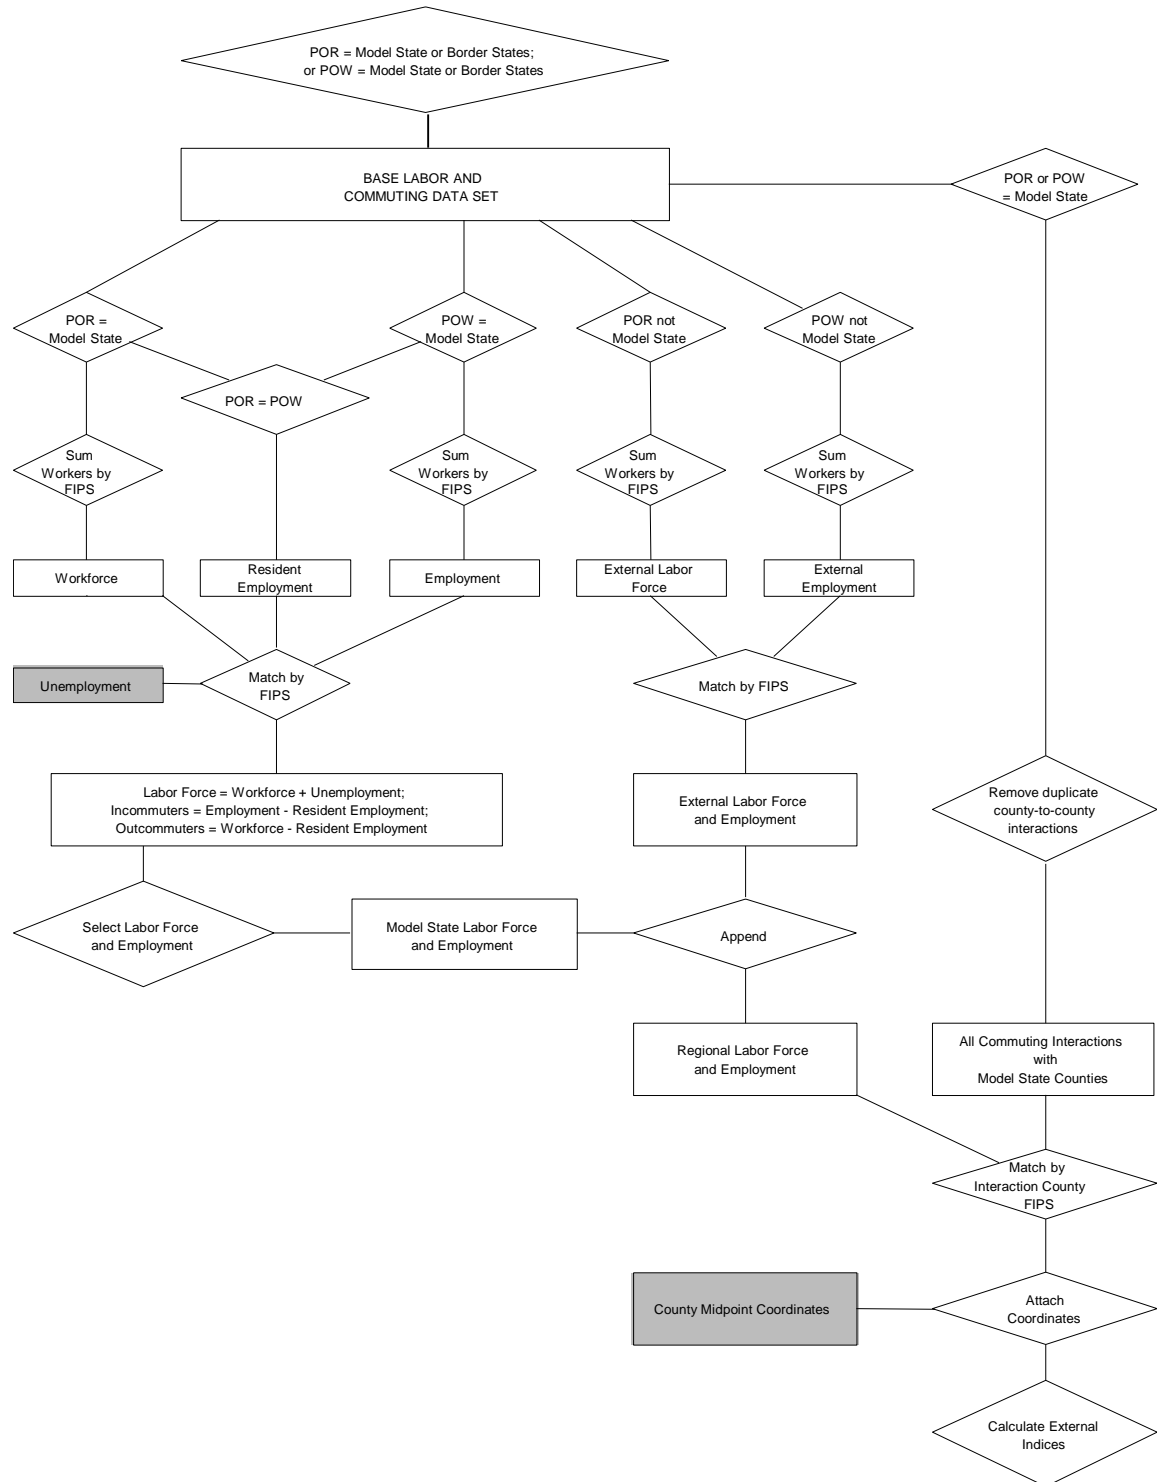 POR = Model State or Border States;
or POW = Model State or Border States
BASE LABOR AND
COMMUTING DATA SET
POR or POW
= Model State
POR =
Model State
POW =
Model State
POR not
Model State
POW not
Model State
POR = POW
Sum
Workers by
FIPS
Sum
Workers by
FIPS
Sum
Workers by
FIPS
Sum
Workers by
FIPS
Workforce
Resident
Employment
Employment
External Labor
Force
External
Employment
Unemployment
Match by
FIPS
Match by FIPS
Labor Force = Workforce + Unemployment;
Incommuters = Employment - Resident Employment;
Outcommuters = Workforce - Resident Employment
External Labor Force
and Employment
Remove duplicate
county-to-county
interactions
Select Labor Force
and Employment
Model State Labor Force
and Employment
Append
Regional Labor Force
and Employment
All Commuting Interactions
with
Model State Counties
Match by
Interaction County
FIPS
County Midpoint Coordinates
Attach
Coordinates
Calculate External
Indices